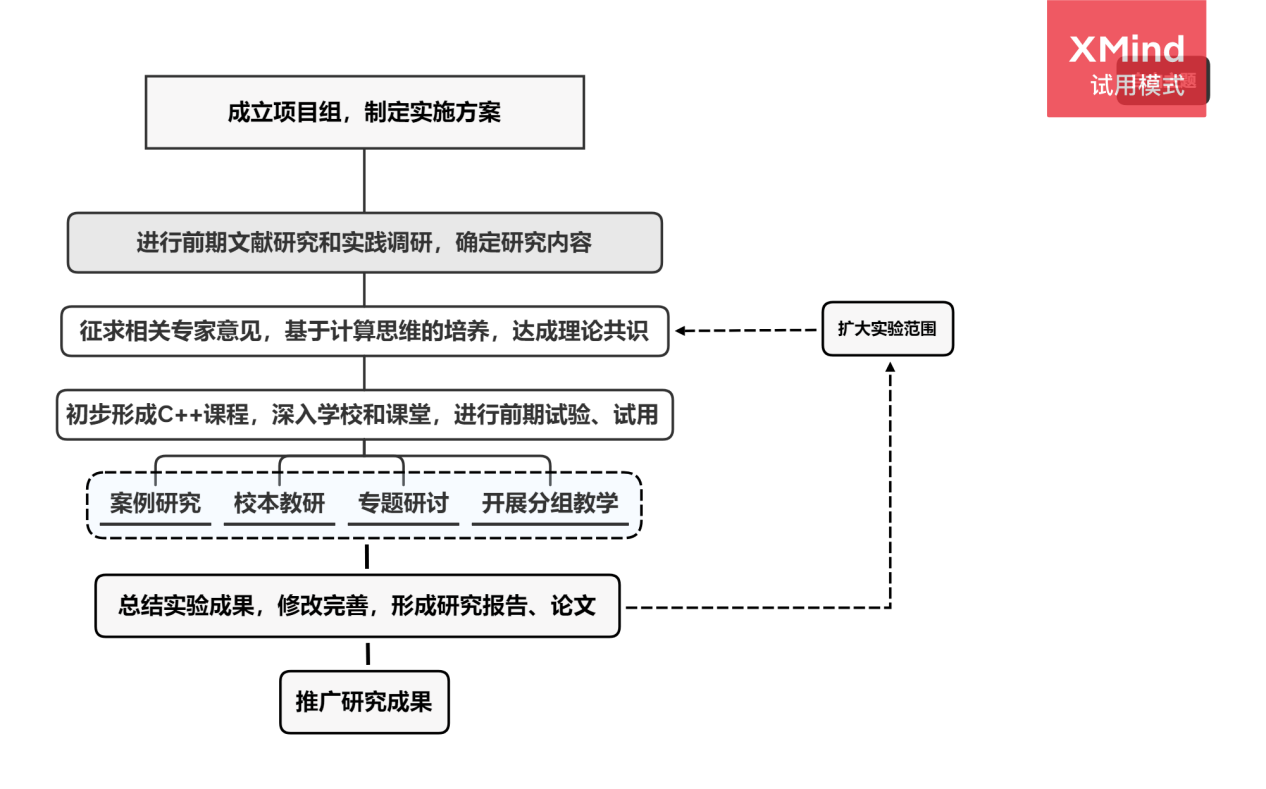 XMind
试用模式
成立项目组，制定实施方案
进行前期文献研究和实践调研，确定研究内容
征求相关专家意见，基于计算思维的培养，达成理论共识
扩大实验范围
初步形成C++课程，深入学校和课堂，进行前期试验、试用
案例研究
校本教研
专题研讨
开展分组教学
总结实验成果，修改完善，形成研究报告、论文
推广研究成果